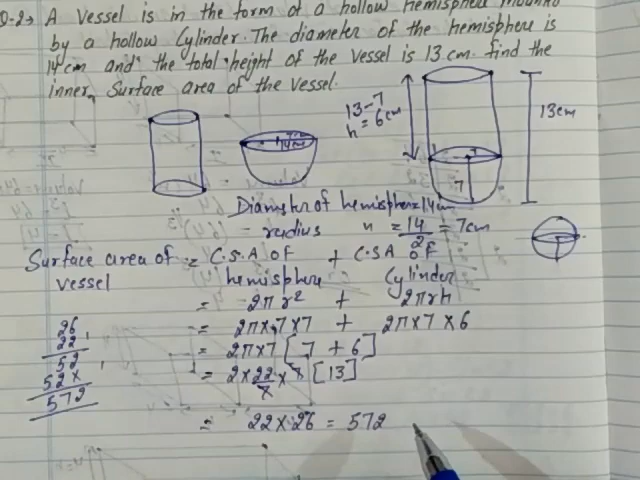 Q-2→ A Vessel is in the form of a hollow hemisphere mounted
by a hollow Cylinder. The diameter of the hemisphere is
14cm and the total height of the Vessel is 13 cm. find the
inner Surface area of the Vessel.
13-7
h = 6cm
13cm
14cm
7
7
Diameter of hemisphere=14cm
- radius r = 14/2 = 7cm
Surface area of = C.S.A of + C.S.A of
vessel hemisphere Cylinder
= 2πr² + 2πrh
= 2π×7×7 + 2π×7×6
= 2π×7 [7 + 6]
= 2×22/7×7 [13]
= 22×26 = 572
26
22
52
52×
572